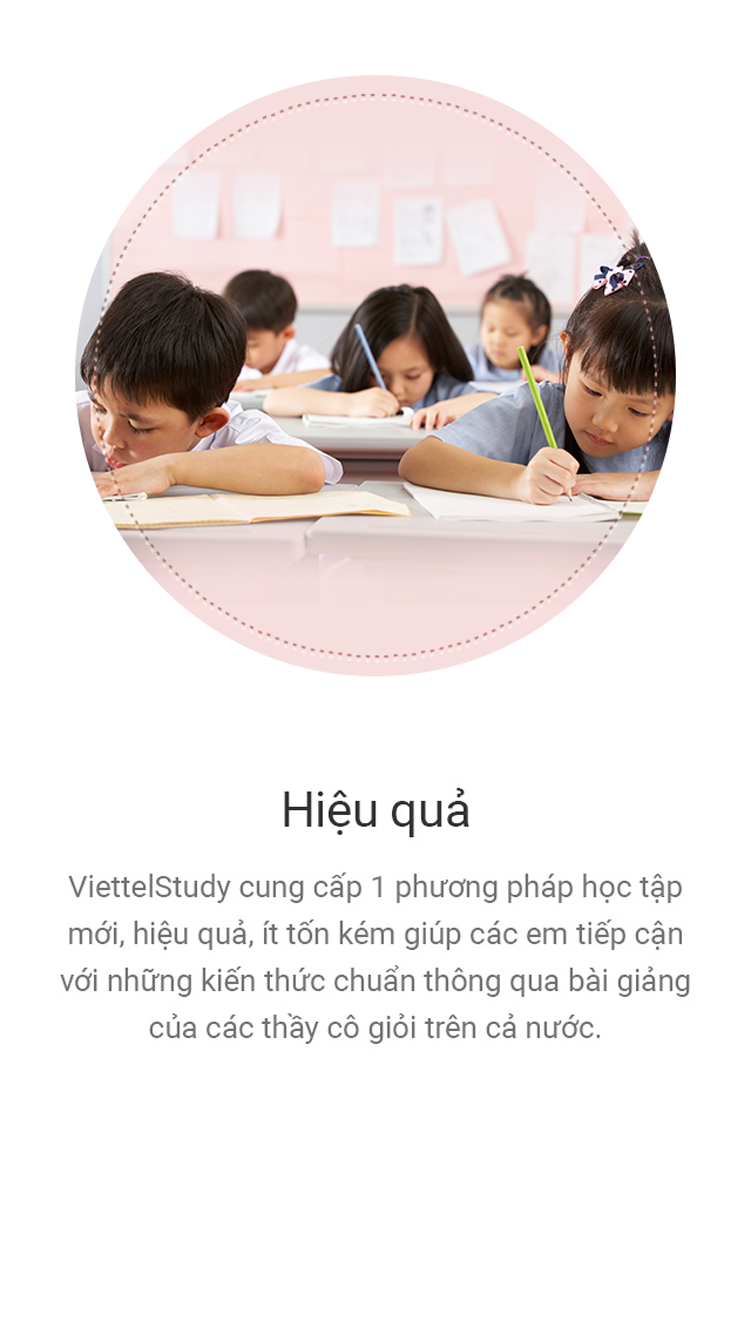 Hiệu quả
ViettelStudy cung cấp 1 phương pháp học tập
mới, hiệu quả, ít tốn kém giúp các em tiếp cận
với những kiến thức chuẩn thông qua bài giảng
của các thầy cô giỏi trên cả nước.